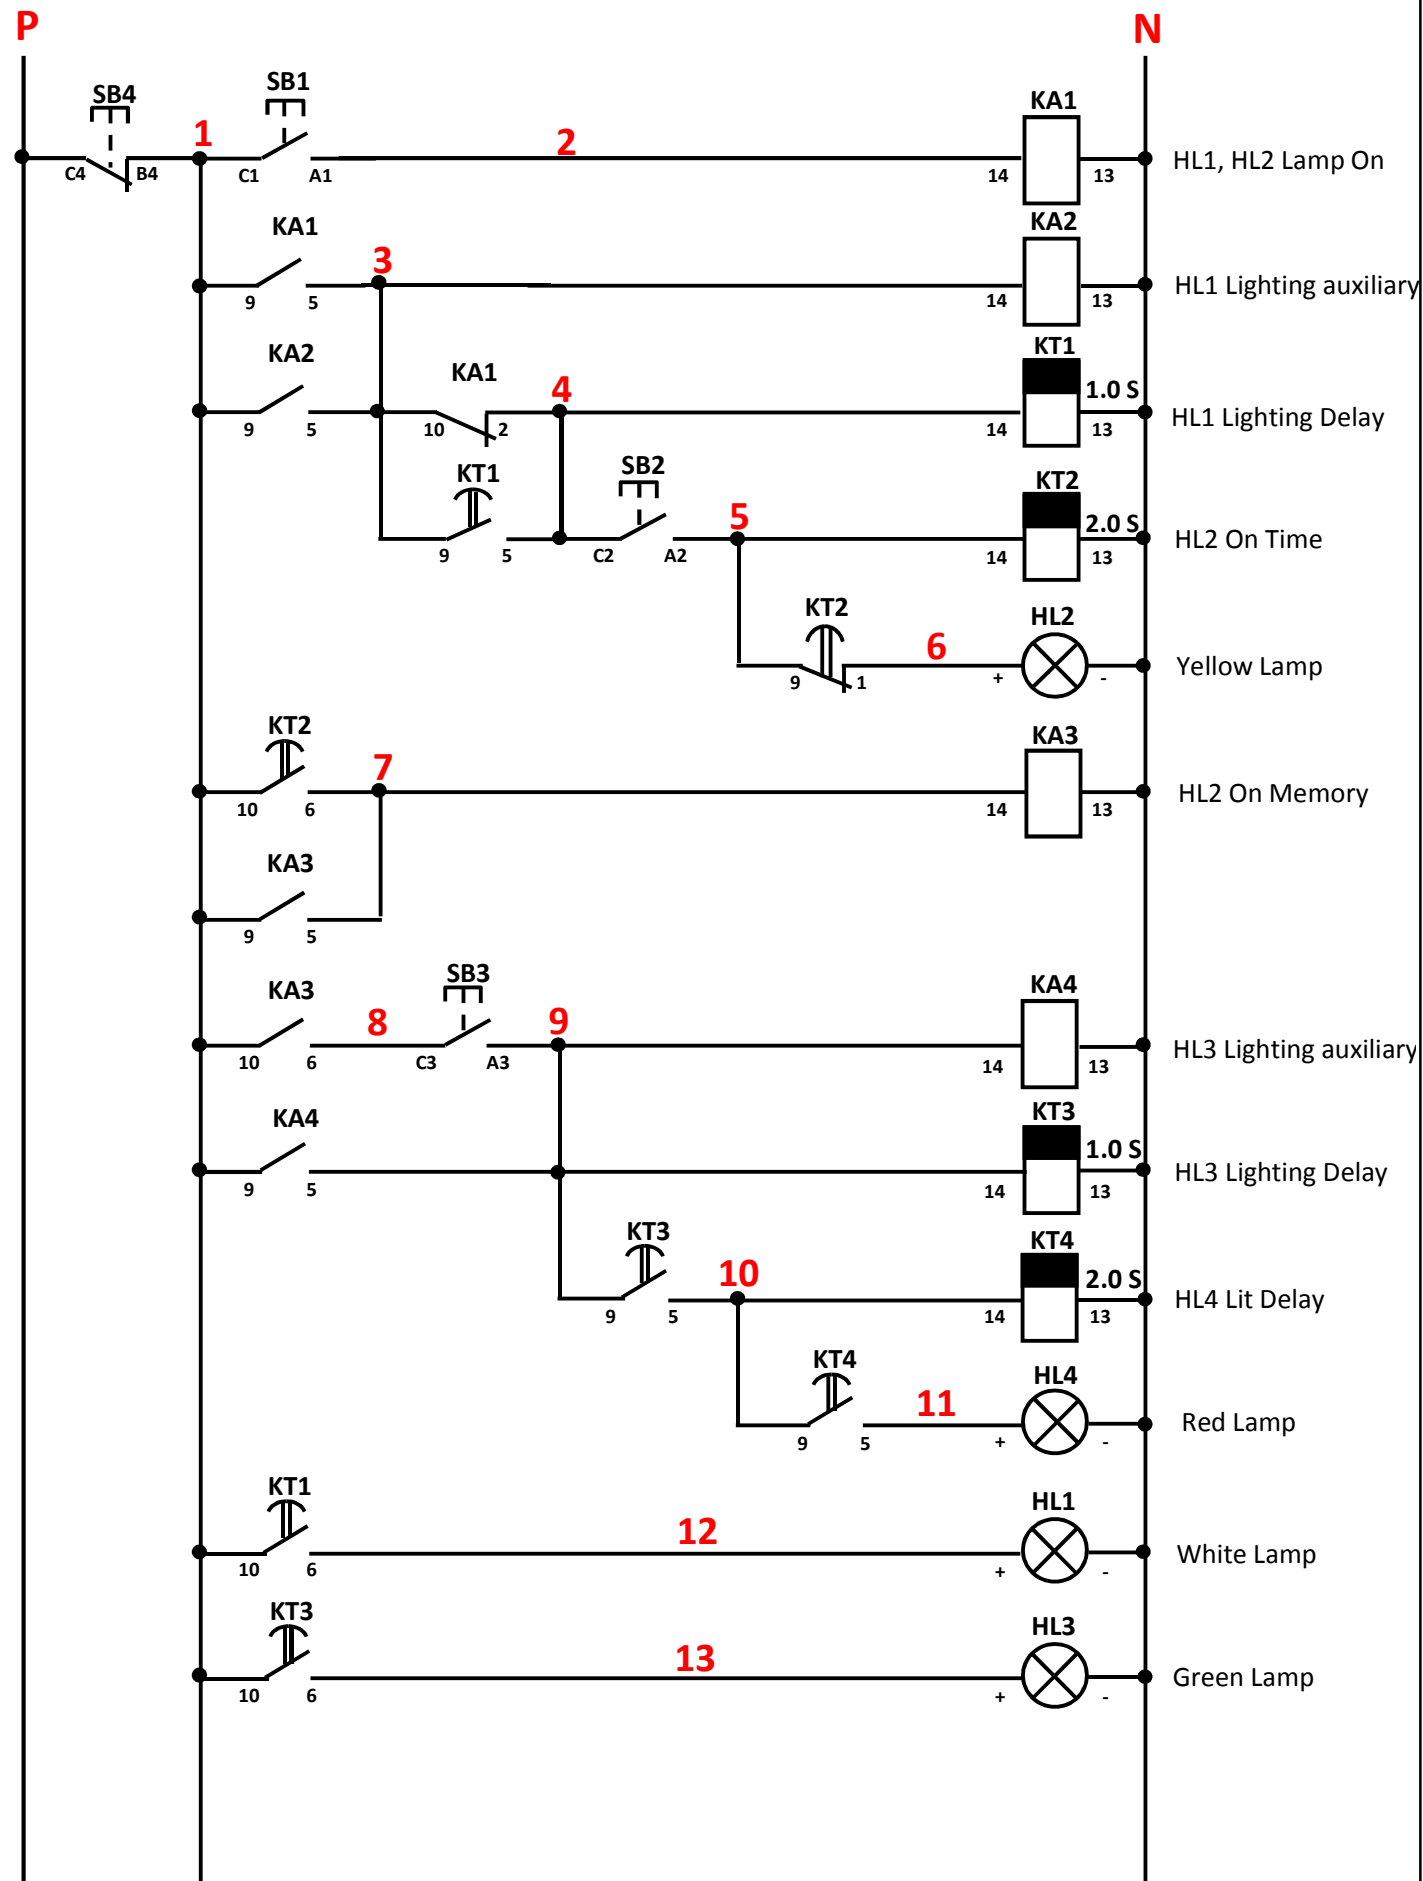 P N
SB4 SB1 KA1
1 2
C4 B4 C1 A1 14 13 HL1, HL2 Lamp On
KA1 KA2
3
9 5 14 13 HL1 Lighting auxiliary
KA2 KA1 KT1
4 1.0 S
9 5 10 2 14 13 HL1 Lighting Delay
KT1 SB2 KT2
5 2.0 S
9 5 C2 A2 14 13 HL2 On Time
KT2 HL2
6
9 1 + - Yellow Lamp
KT2 KA3
7
10 6 14 13 HL2 On Memory
KA3
9 5
KA3 SB3 KA4
8 9
10 6 C3 A3 14 13 HL3 Lighting auxiliary
KA4 KT3
1.0 S
9 5 14 13 HL3 Lighting Delay
KT3 KT4
10 2.0 S
9 5 14 13 HL4 Lit Delay
KT4 HL4
11
9 5 + - Red Lamp
KT1 HL1
12
10 6 + - White Lamp
KT3 HL3
13
10 6 + - Green Lamp